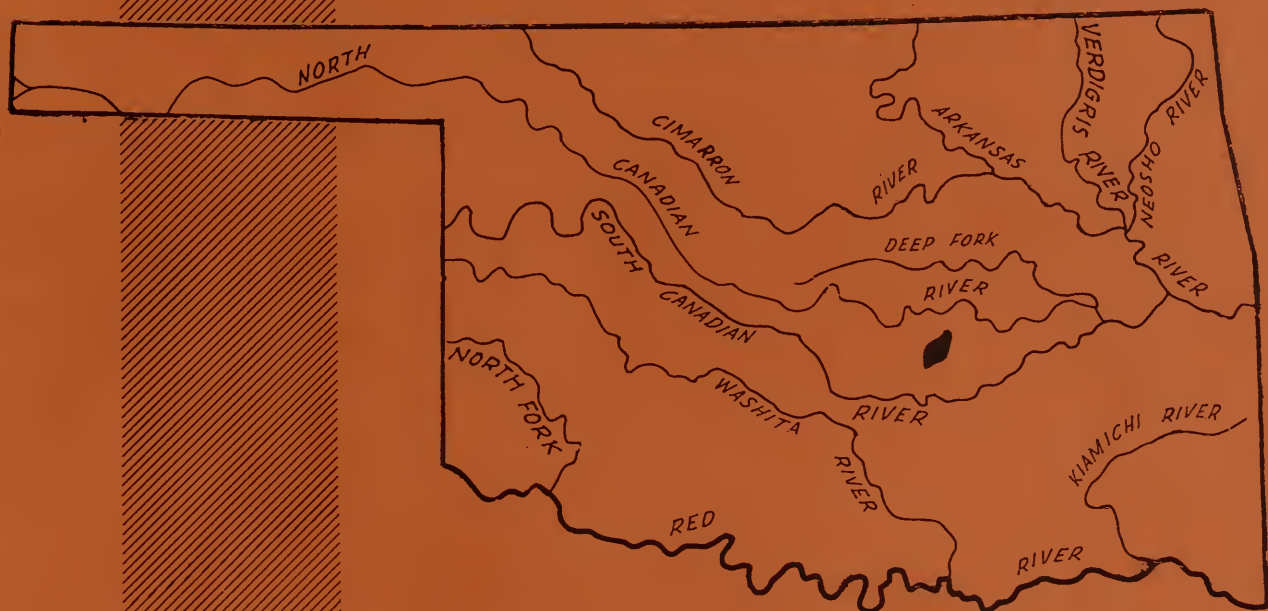 NORTH
CANADIAN
RIVER
CIMARRON
RIVER
ARKANSAS
RIVER
VERDIGRIS RIVER
NEOSHO RIVER
DEEP FORK
SOUTH
CANADIAN
RIVER
WASHITA
RIVER
NORTH FORK
RED
RIVER
KIAMICHI RIVER